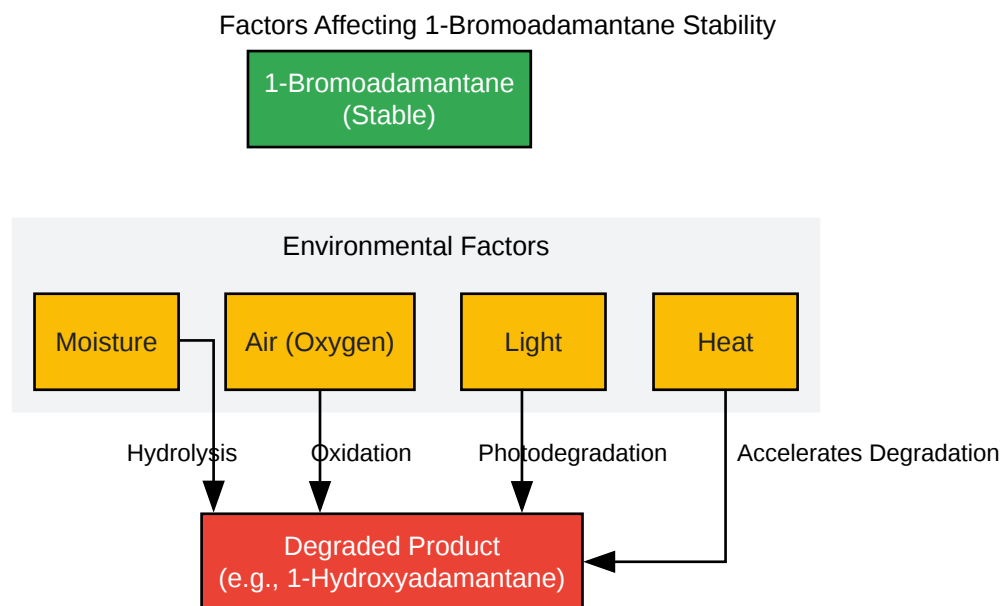 Factors Affecting 1-Bromoadamantane Stability
1-Bromoadamantane
(Stable)
Environmental Factors
Moisture
Air (Oxygen)
Light
Heat
Hydrolysis
Oxidation
Photodegradation
Accelerates Degradation
Degraded Product
(e.g., 1-Hydroxyadamantane)